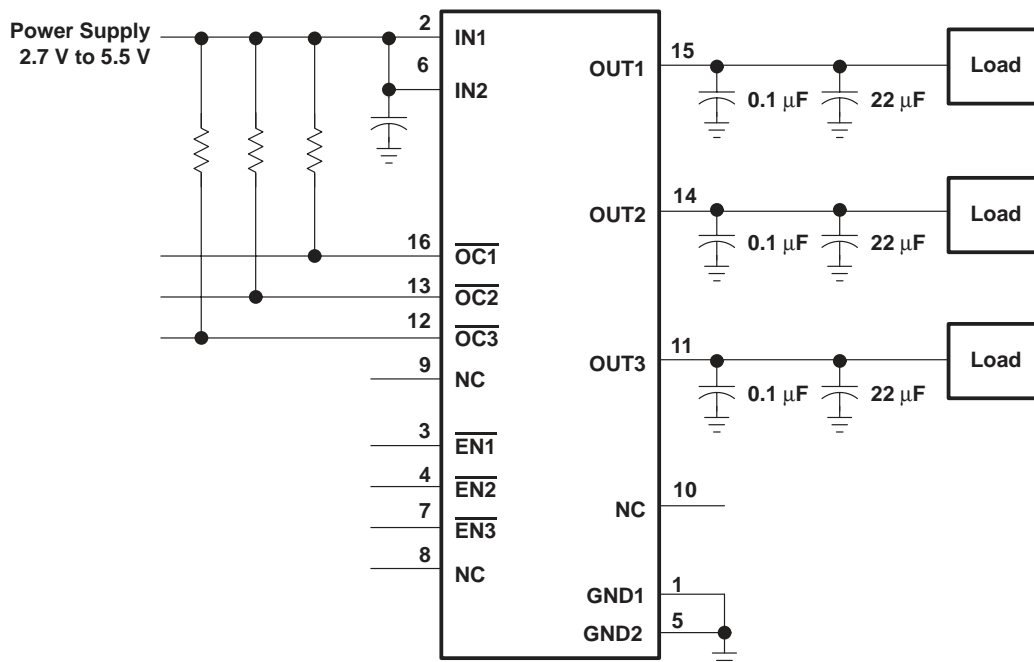 Power Supply
2.7 V to 5.5 V
2
IN1
6
IN2
16
OC1
13
OC2
12
OC3
9
NC
3
EN1
4
EN2
7
EN3
8
NC
OUT1
15
0.1 μF
22 μF
Load
OUT2
14
0.1 μF
22 μF
Load
OUT3
11
0.1 μF
22 μF
Load
NC
10
GND1
1
GND2
5